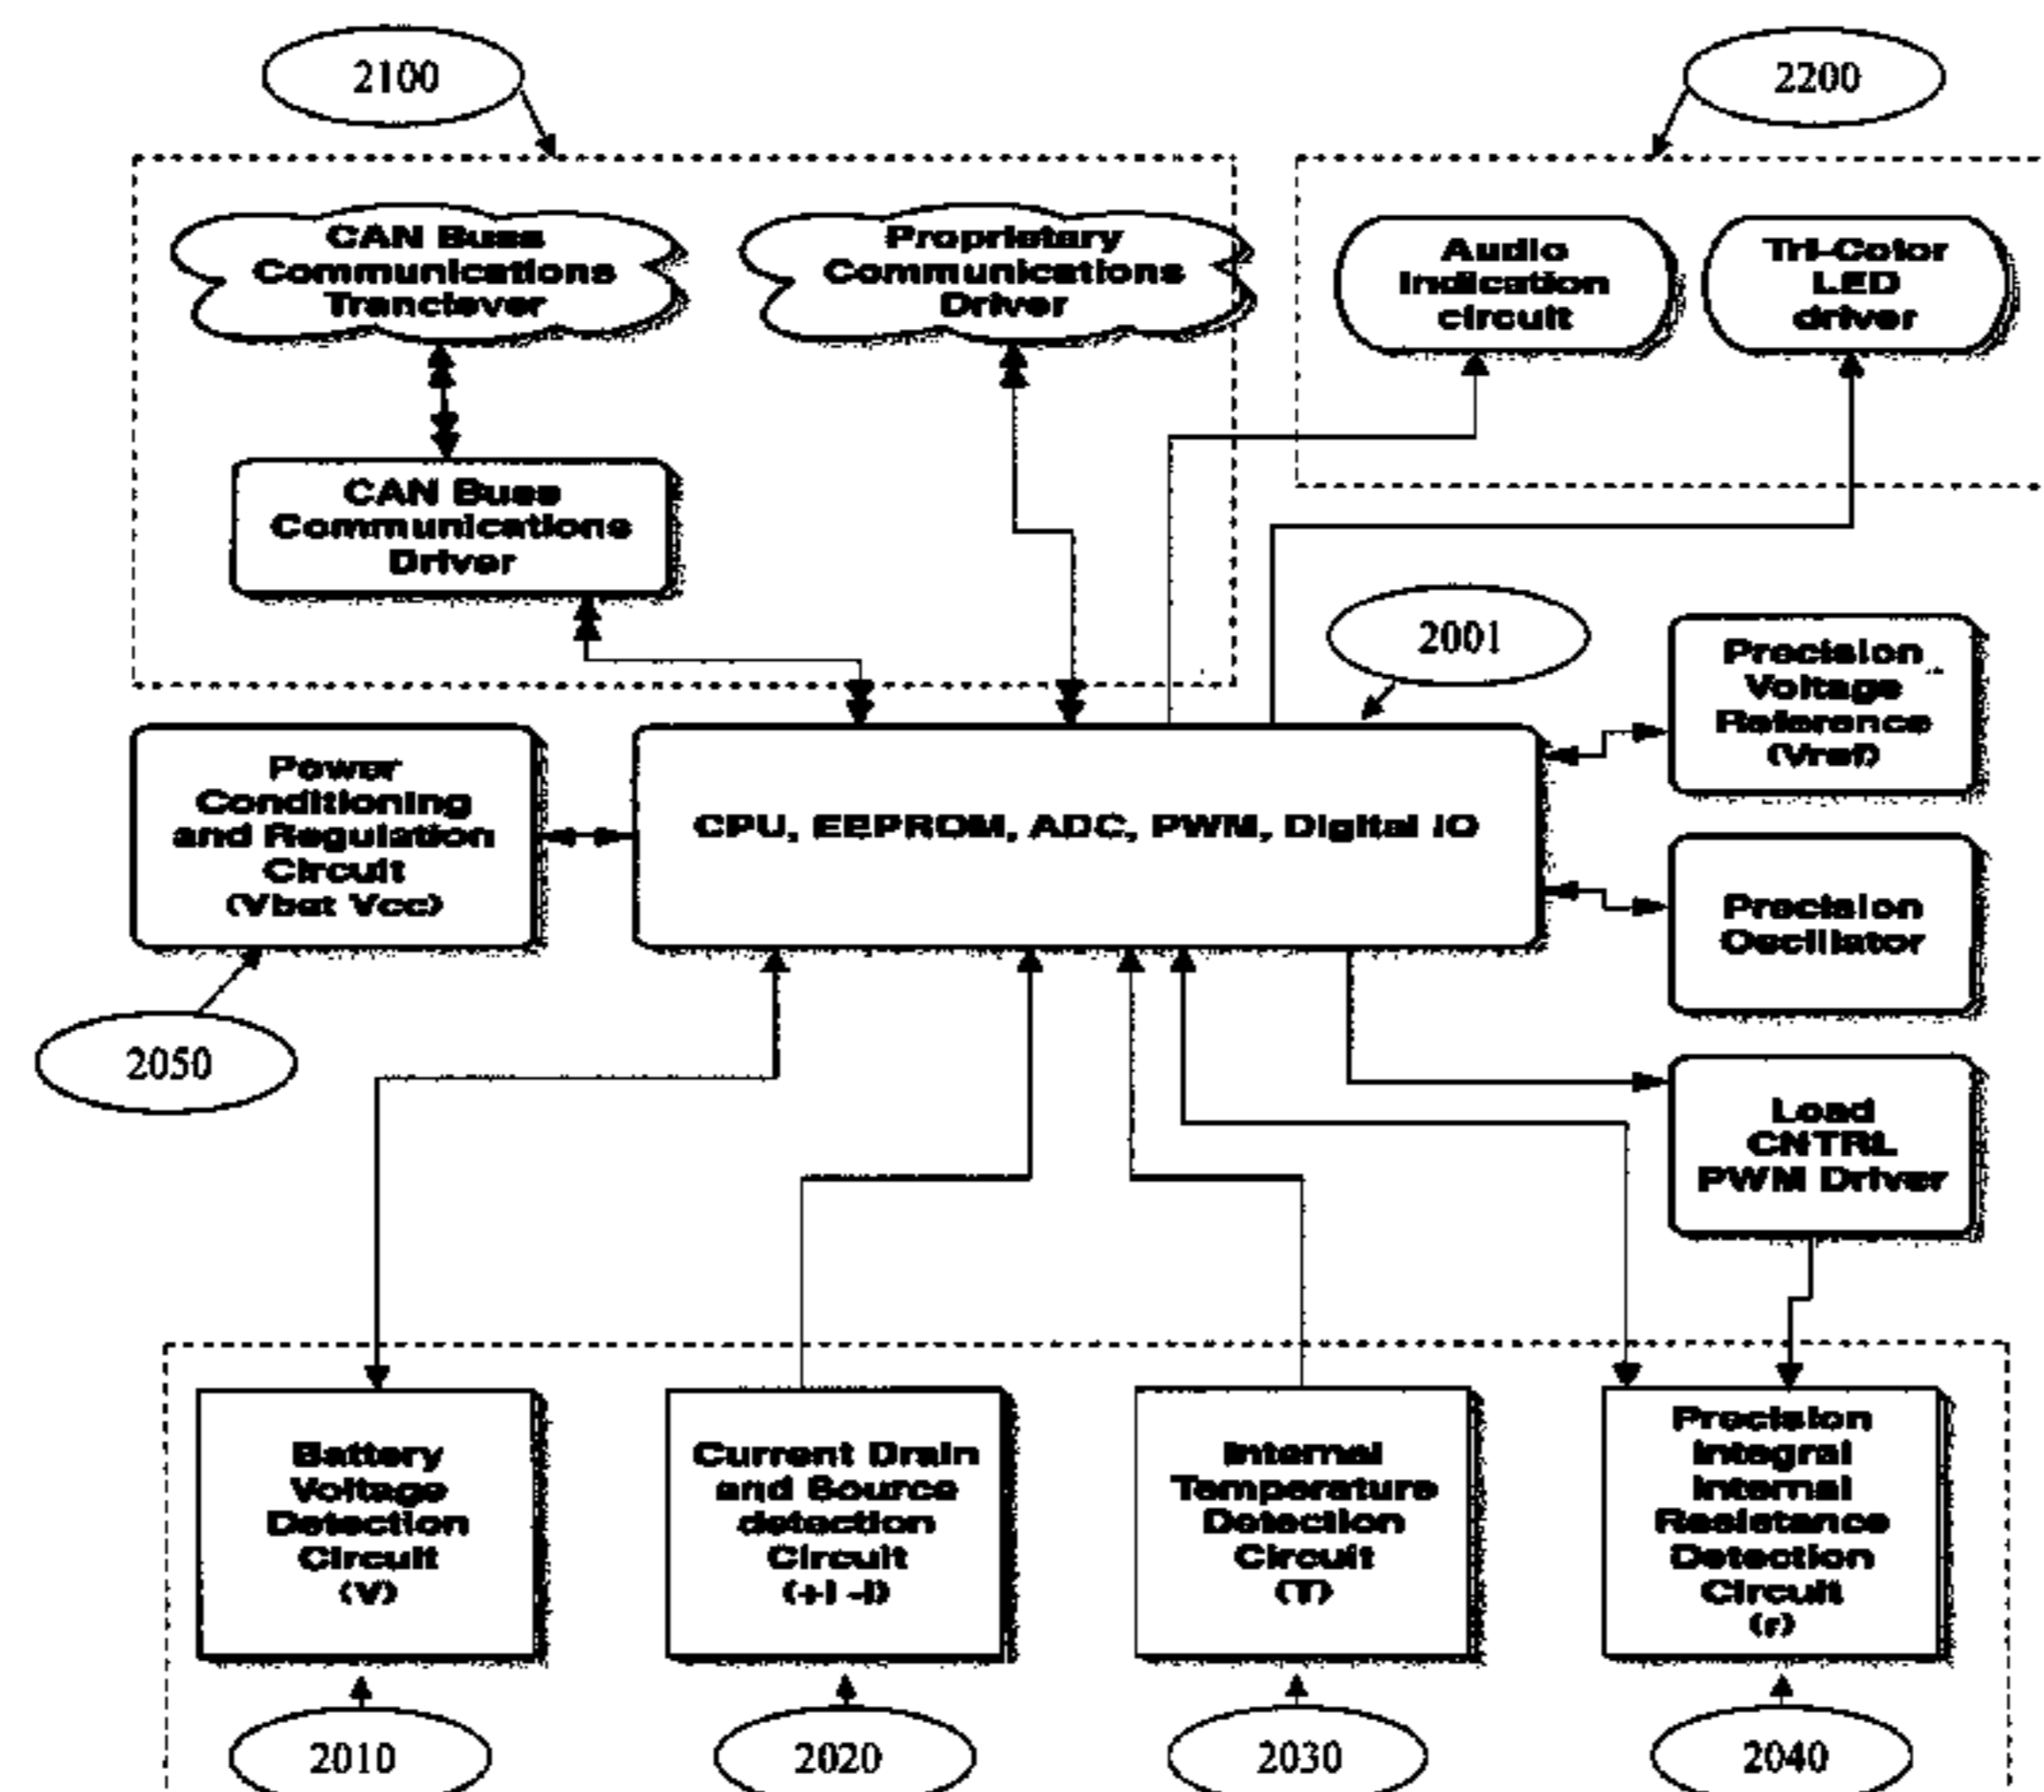 2100
2200
CAN Buss
Communications
Tranciever
Proprietary
Communications
Driver
Audio
Indication
circuit
Tri-Color
LED
driver
CAN Buss
Communications
Driver
2001
Precision
Voltage
Reference
(Vref)
Power
Conditioning
and Regulation
Circuit
(Vbat Vcc)
CPU, EEPROM, ADC, PWM, Digital IO
Precision
Oscillator
2050
Load
CNTRL
PWM Driver
Battery
Voltage
Detection
Circuit
(V)
Current Drain
and Source
detection
Circuit
(+I -I)
Internal
Temperature
Detection
Circuit
(T)
Precision
Integral
Internal
Resistance
Detection
Circuit
(r)
2010
2020
2030
2040